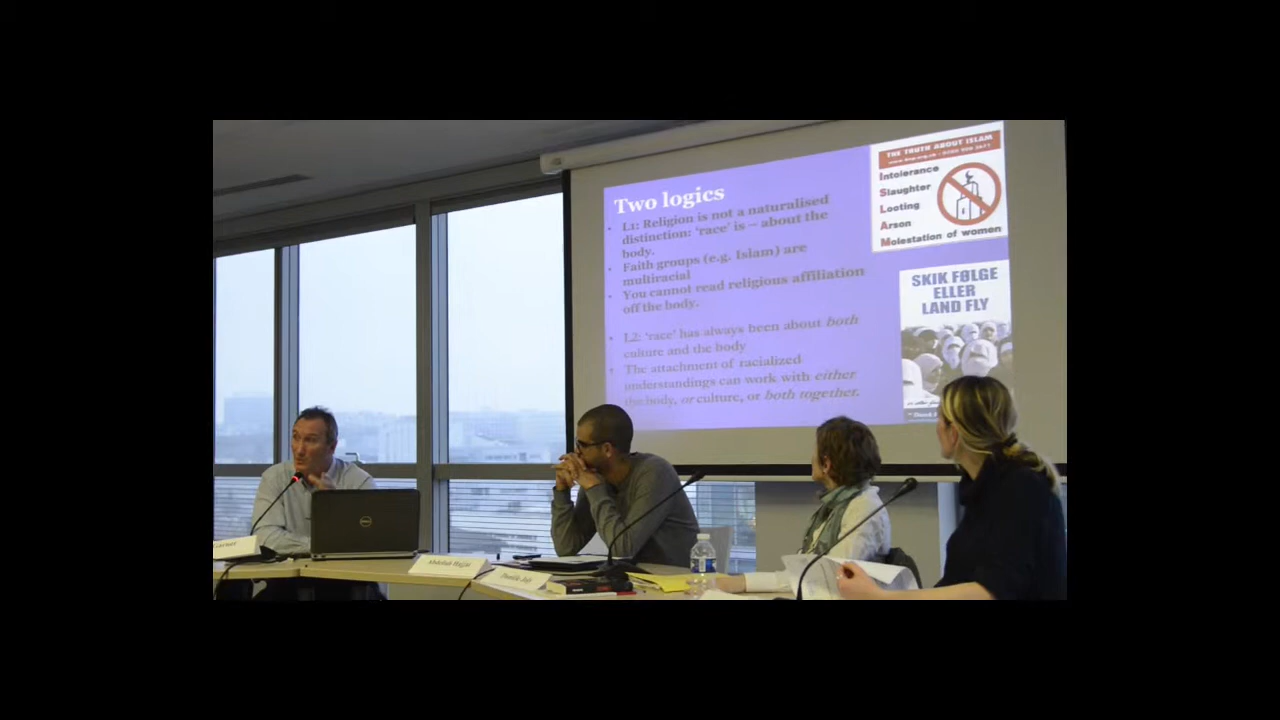 Two logics
• L1: Religion is not a naturalised
distinction: 'race' is – about the
body.
• Faith groups (e.g. Islam) are
multiracial
• You cannot read religious affiliation
off the body.
• L2: 'race' has always been about both
culture and the body
• The attachment of racialized
understandings can work with either
the body, or culture, or both together.
THE TRUTH ABOUT ISLAM
Intolerance
Slaughter
Looting
Arson
Molestation of women
SKIK FØLGE
ELLER
LAND FLY
DELL